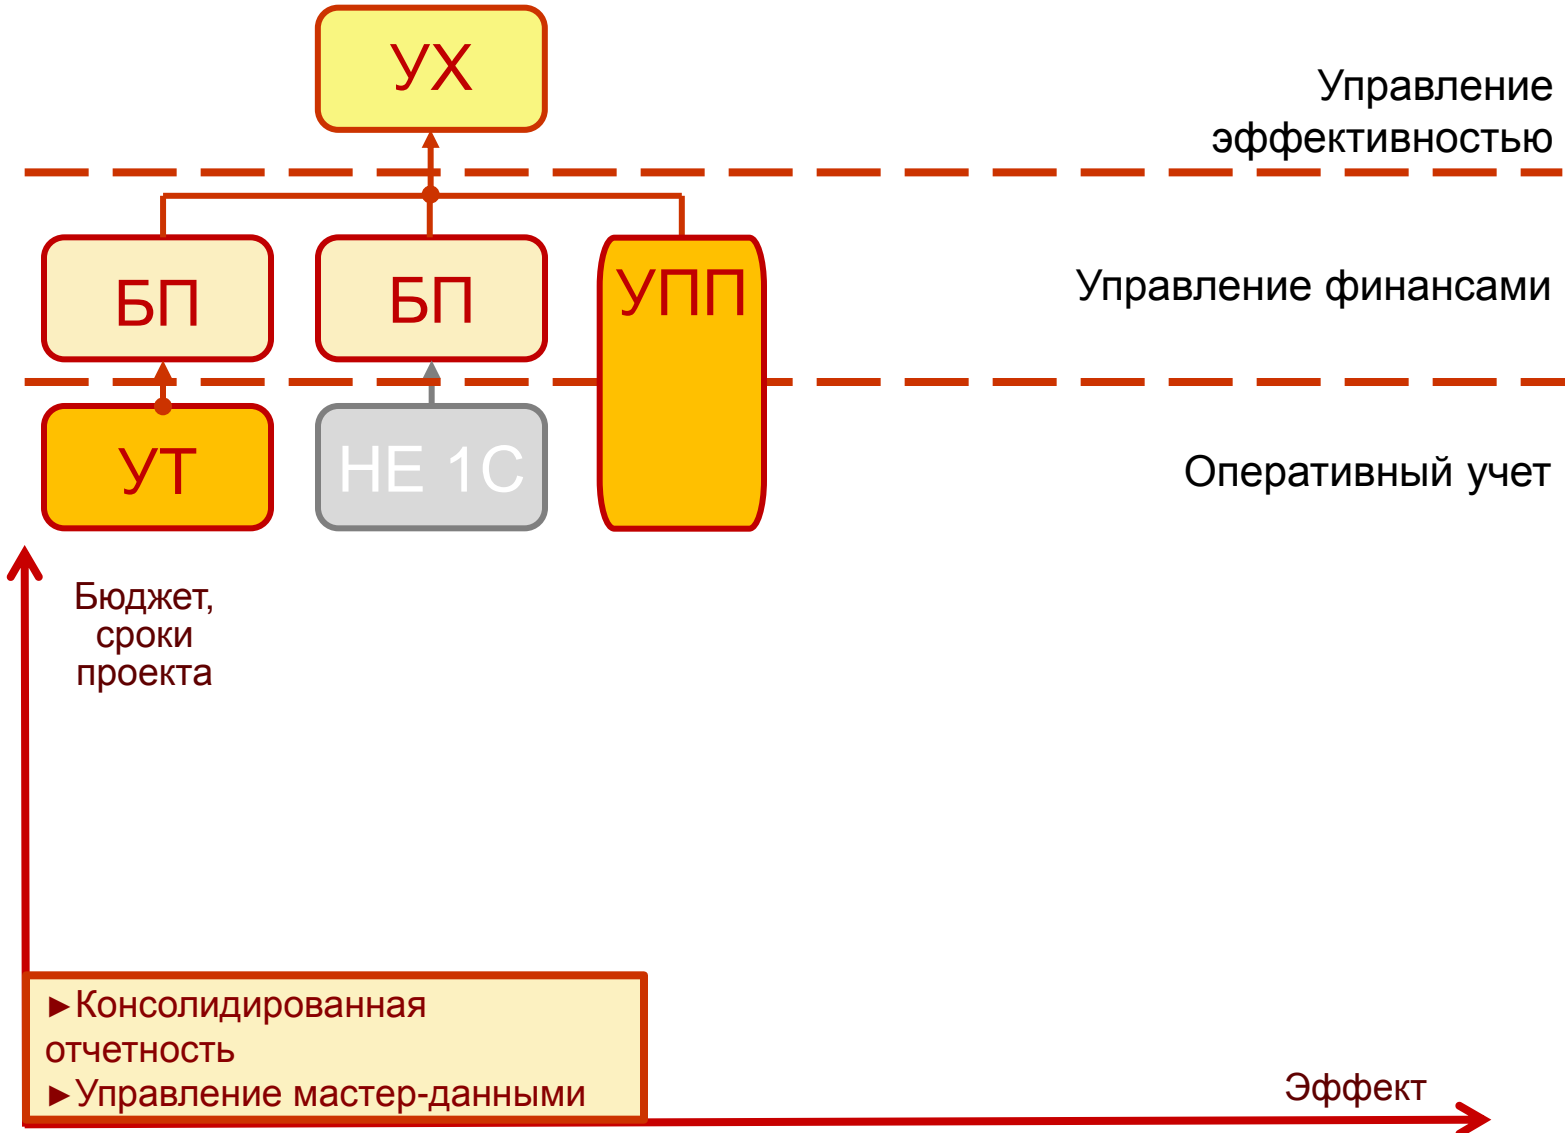 УХ
Управление
эффективностью
БП
БП
УПП
Управление финансами
УТ
НЕ 1С
Оперативный учет
Бюджет,
сроки
проекта
►Консолидированная
отчетность
►Управление мастер-данными
Эффект